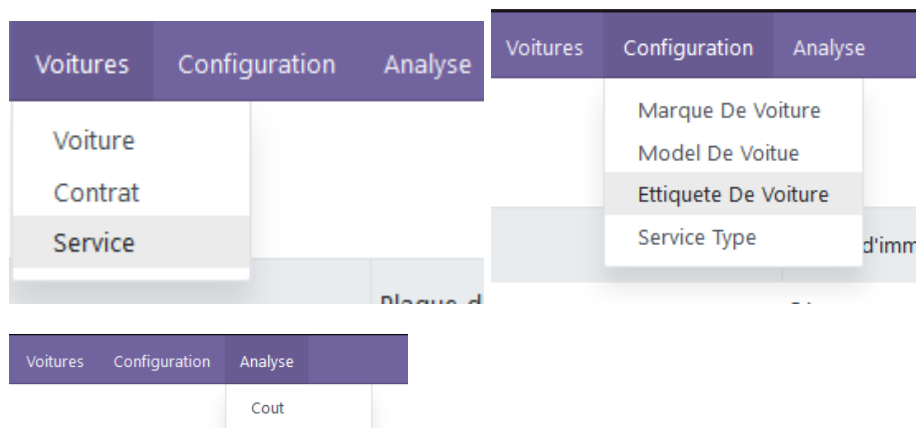 Voitures Configuration Analyse
Voiture
Contrat
Service
Voitures Configuration Analyse
Marque De Voiture
Model De Voitue
Ettiquete De Voiture
Service Type
d'imm
Voitures Configuration Analyse
Cout